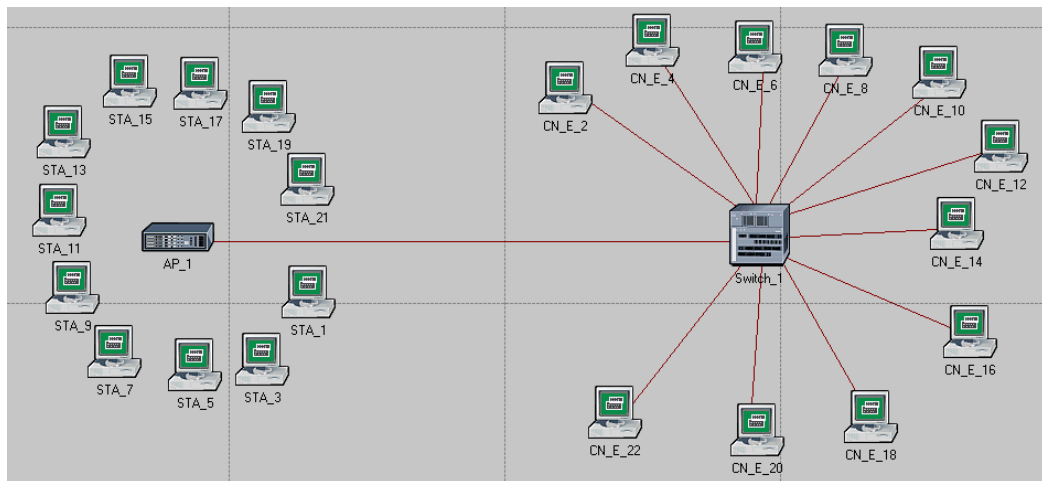 CN_E_4
CN_E_6
CN_E_8
CN_E_10
STA_15
STA_17
CN_E_2
STA_19
STA_13
CN_E_12
STA_21
STA_11
AP_1
CN_E_14
Switch_1
STA_9
STA_1
CN_E_16
STA_7
STA_5
STA_3
CN_E_22
CN_E_20
CN_E_18